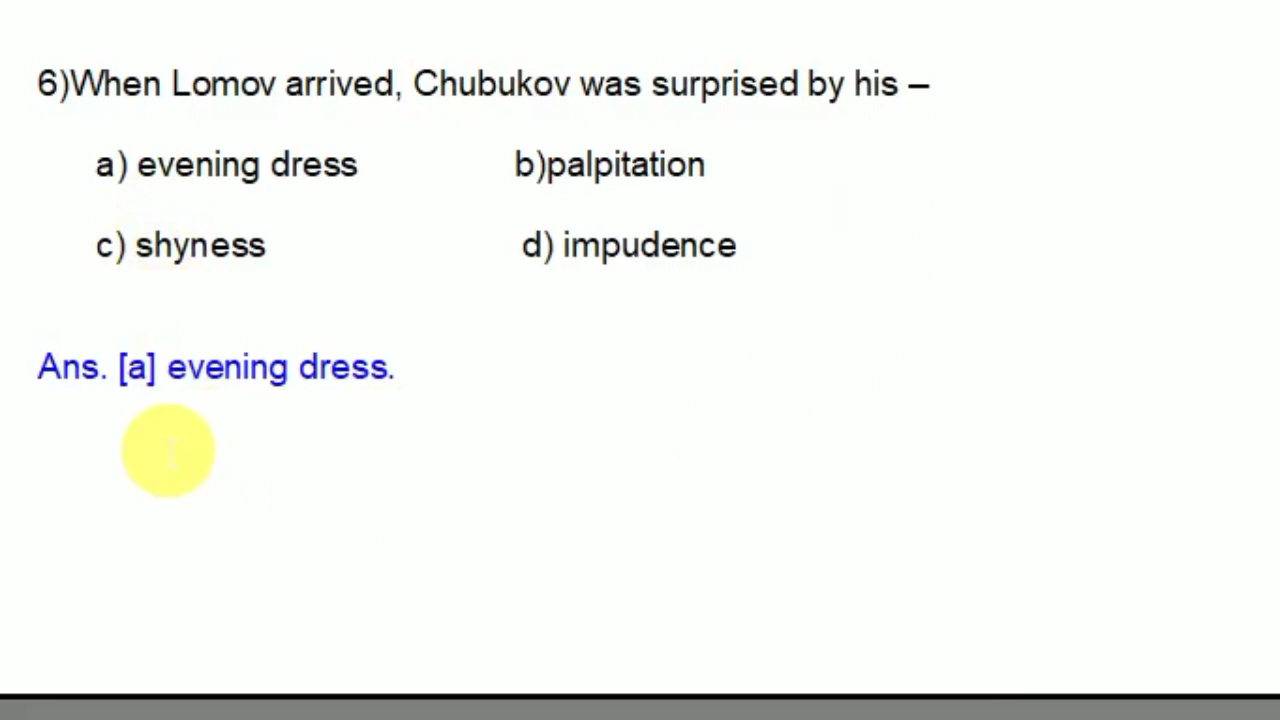 6)When Lomov arrived, Chubukov was surprised by his –
a) evening dress b)palpitation
c) shyness d) impudence
Ans. [a] evening dress.